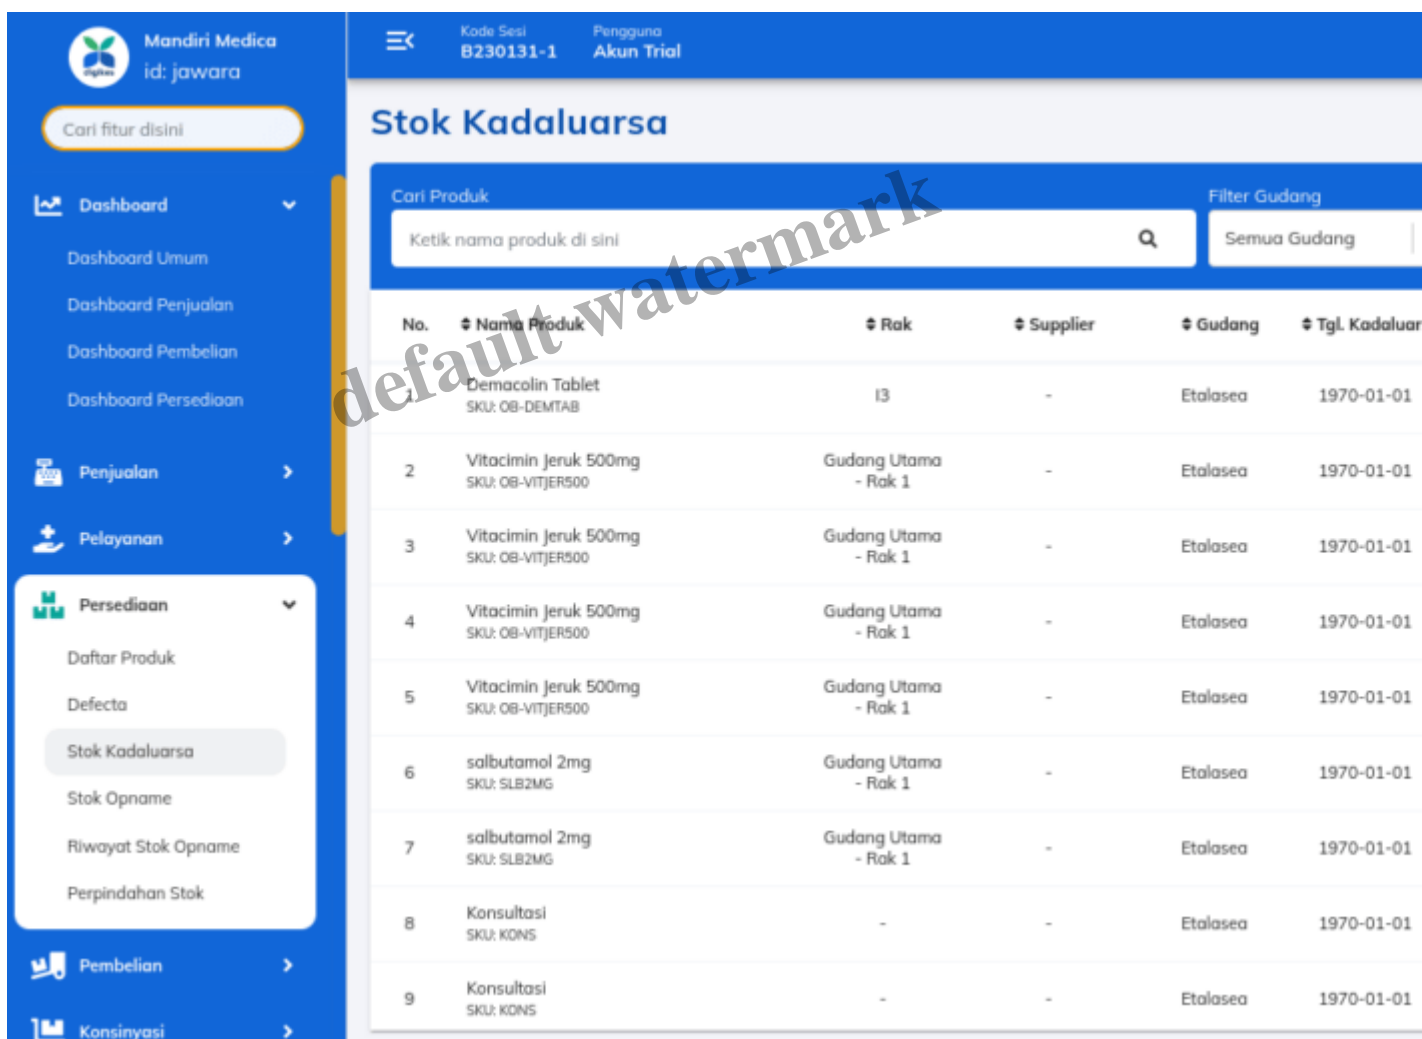 Mandiri Medica
id: jawara
digikes
Cari fitur disini
Dashboard
Dashboard Umum
Dashboard Penjualan
Dashboard Pembelian
Dashboard Persediaan
Penjualan
Pelayanan
Persediaan
Daftar Produk
Defecta
Stok Kadaluarsa
Stok Opname
Riwayat Stok Opname
Perpindahan Stok
Pembelian
Konsinyasi
Kode Sesi Pengguna
B230131-1 Akun Trial
Stok Kadaluarsa
Cari Produk Filter Gudang
Ketik nama produk di sini Semua Gudang
default watermark
No. Nama Produk Rak Supplier Gudang Tgl. Kadaluar
1 Demacolin Tablet I3 - Etalasea 1970-01-01
SKU: OB-DEMTAB
2 Vitacimin Jeruk 500mg Gudang Utama - Etalasea 1970-01-01
SKU: OB-VITJER500 - Rak 1
3 Vitacimin Jeruk 500mg Gudang Utama - Etalasea 1970-01-01
SKU: OB-VITJER500 - Rak 1
4 Vitacimin Jeruk 500mg Gudang Utama - Etalasea 1970-01-01
SKU: OB-VITJER500 - Rak 1
5 Vitacimin Jeruk 500mg Gudang Utama - Etalasea 1970-01-01
SKU: OB-VITJER500 - Rak 1
6 salbutamol 2mg Gudang Utama - Etalasea 1970-01-01
SKU: SLB2MG - Rak 1
7 salbutamol 2mg Gudang Utama - Etalasea 1970-01-01
SKU: SLB2MG - Rak 1
8 Konsultasi - - Etalasea 1970-01-01
SKU: KONS
9 Konsultasi - - Etalasea 1970-01-01
SKU: KONS